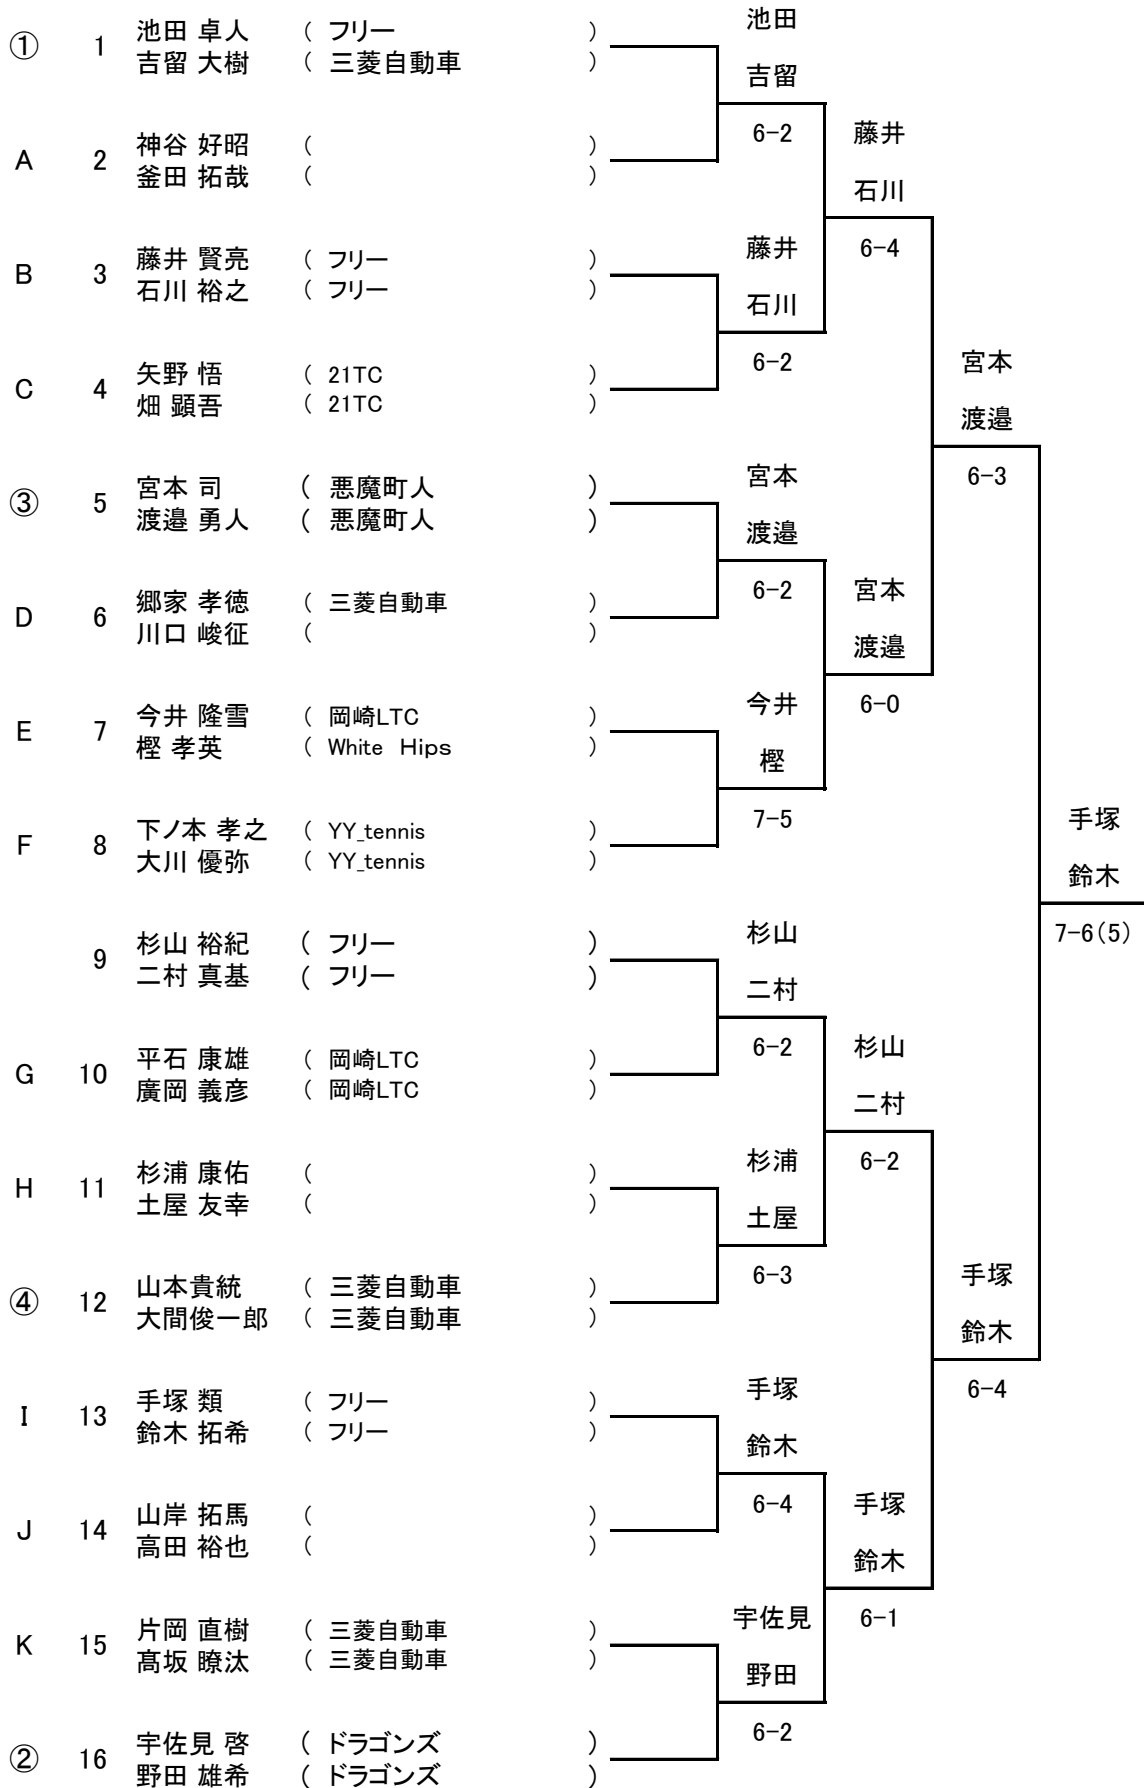 ① 1 池田 卓人 ( フリー )
吉留 大樹 ( 三菱自動車 )
A 2 神谷 好昭 ( )
釜田 拓哉 ( )
B 3 藤井 賢亮 ( フリー )
石川 裕之 ( フリー )
C 4 矢野 悟 ( 21TC )
畑 顕吾 ( 21TC )
③ 5 宮本 司 ( 悪魔町人 )
渡邉 勇人 ( 悪魔町人 )
D 6 郷家 孝徳 ( 三菱自動車 )
川口 峻征 ( )
E 7 今井 隆雪 ( 岡崎LTC )
樫 孝英 ( White Hips )
F 8 下ノ本 孝之 ( YY_tennis )
大川 優弥 ( YY_tennis )
9 杉山 裕紀 ( フリー )
二村 真基 ( フリー )
G 10 平石 康雄 ( 岡崎LTC )
廣岡 義彦 ( 岡崎LTC )
H 11 杉浦 康佑 ( )
土屋 友幸 ( )
④ 12 山本貴統 ( 三菱自動車 )
大間俊一郎 ( 三菱自動車 )
I 13 手塚 類 ( フリー )
鈴木 拓希 ( フリー )
J 14 山岸 拓馬 ( )
高田 裕也 ( )
K 15 片岡 直樹 ( 三菱自動車 )
髙坂 瞭汰 ( 三菱自動車 )
② 16 宇佐見 啓 ( ドラゴンズ )
野田 雄希 ( ドラゴンズ )
池田
吉留
6-2
藤井
石川
6-2
宮本
渡邉
6-2
今井
樫
7-5
杉山
二村
6-2
杉浦
土屋
6-3
手塚
鈴木
6-4
宇佐見
野田
6-2
藤井
石川
6-4
宮本
渡邉
6-0
杉山
二村
6-2
手塚
鈴木
6-1
宮本
渡邉
6-3
手塚
鈴木
6-4
手塚
鈴木
7-6(5)